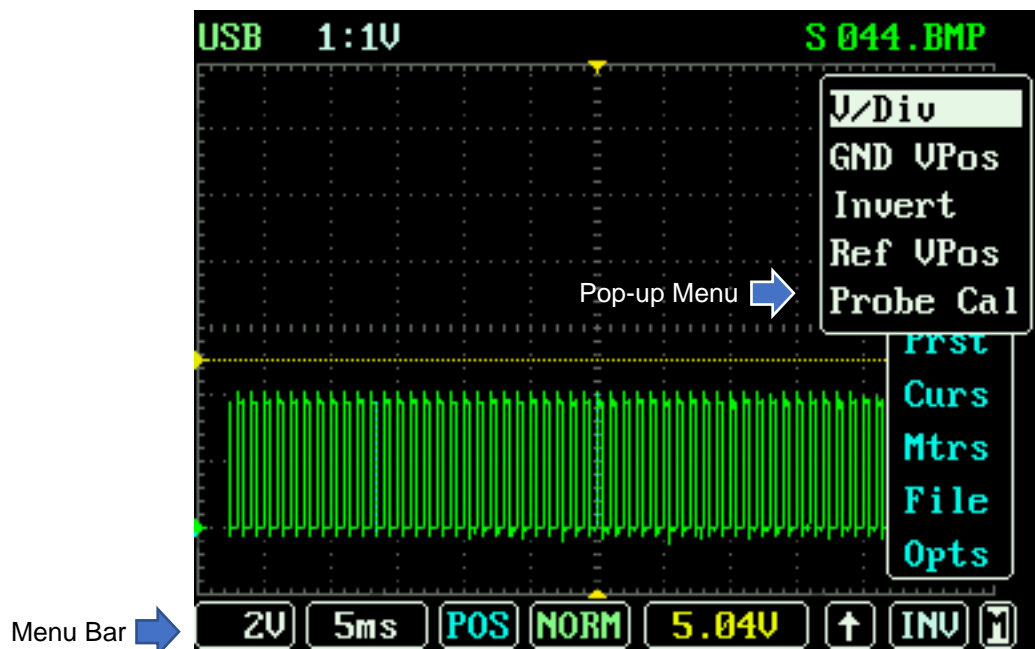 USB 1:1V S 044.BMP
V/Div
GND VPos
Invert
Ref VPos
Pop-up Menu
Probe Cal
Prst
Curs
Mtrs
File
Opts
Menu Bar
2V 5ms POS NORM 5.04V ↑ INV M